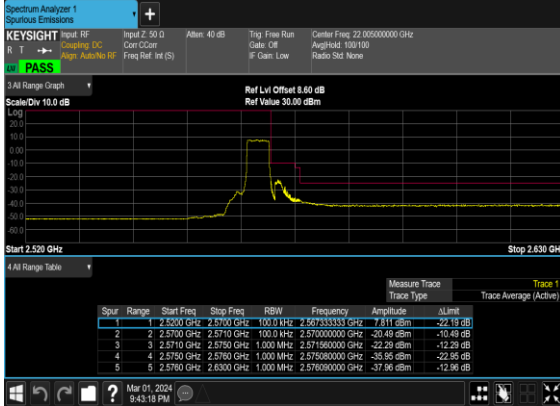 Spectrum Analyzer 1
Spurious Emissions
+
KEYSIGHT Input: RF Input Z: 50 Ω Atten: 40 dB Trig: Free Run Center Freq: 22.005000000 GHz
R T Coupling: DC Corr CCorr Gate: Off Avg|Hold: 100/100
Align: Auto/No RF Freq Ref: Int (S) IF Gain: Low Radio Std: None
LXI PASS
3 All Range Graph
Ref Lvl Offset 8.60 dB
Scale/Div 10.0 dB Ref Value 30.00 dBm
Log
20.0
10.0
0.00
-10.0
-20.0
-30.0
-40.0
-50.0
-60.0
Start 2.520 GHz Stop 2.630 GH
4 All Range Table
Measure Trace Trace 1
Trace Type Trace Average (Active)
Spur Range Start Freq Stop Freq RBW Frequency Amplitude ΔLimit
1 1 2.5200 GHz 2.5700 GHz 100.0 kHz 2.567333333 GHz 7.811 dBm -22.19 dB
2 2 2.5700 GHz 2.5710 GHz 100.0 kHz 2.570000000 GHz -20.49 dBm -10.49 dB
3 3 2.5710 GHz 2.5750 GHz 1.000 MHz 2.571560000 GHz -22.29 dBm -12.29 dB
4 4 2.5750 GHz 2.5760 GHz 1.000 MHz 2.575080000 GHz -35.95 dBm -22.95 dB
5 5 2.5760 GHz 2.6300 GHz 1.000 MHz 2.576090000 GHz -37.96 dBm -12.96 dB
?
Mar 01, 2024
9:43:18 PM